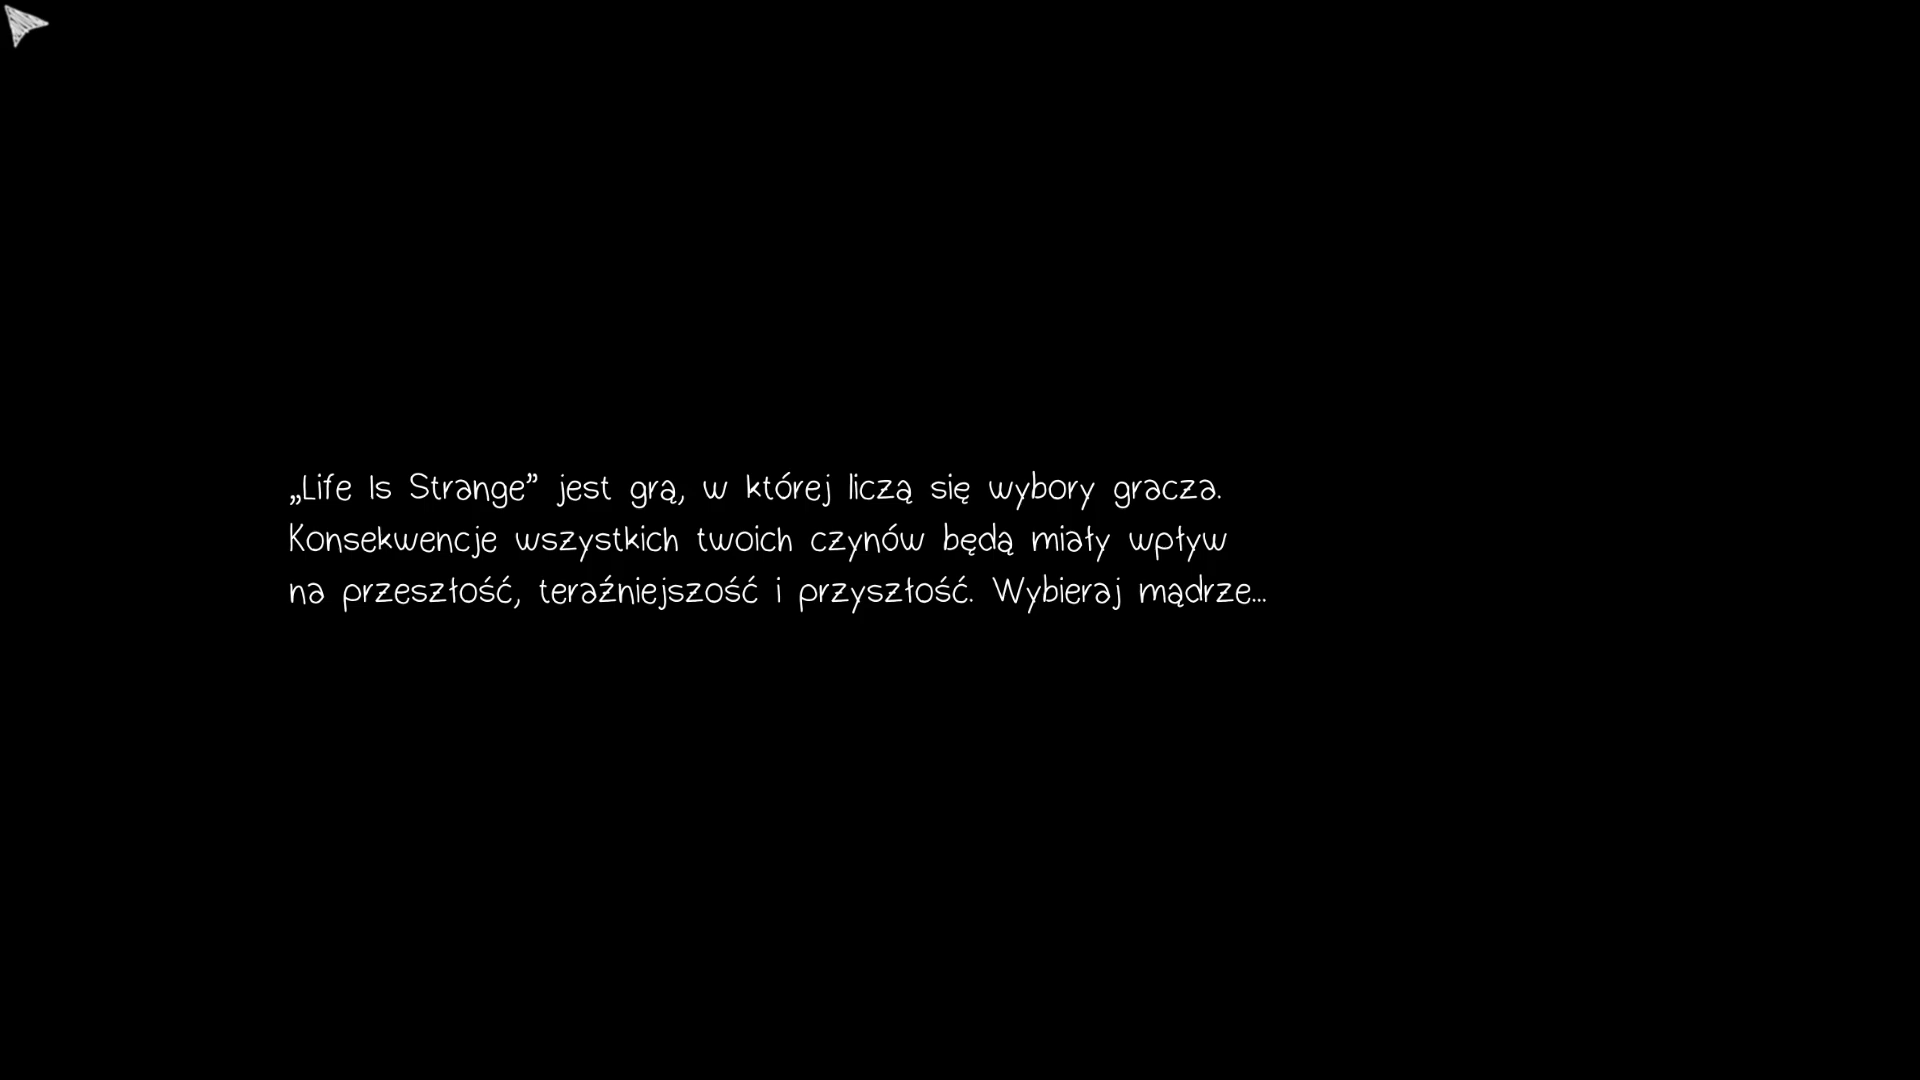 „Life Is Strange” jest grą, w której liczą się wybory gracza.
Konsekwencje wszystkich twoich czynów będą miały wpływ
na przeszłość, teraźniejszość i przyszłość. Wybieraj mądrze...